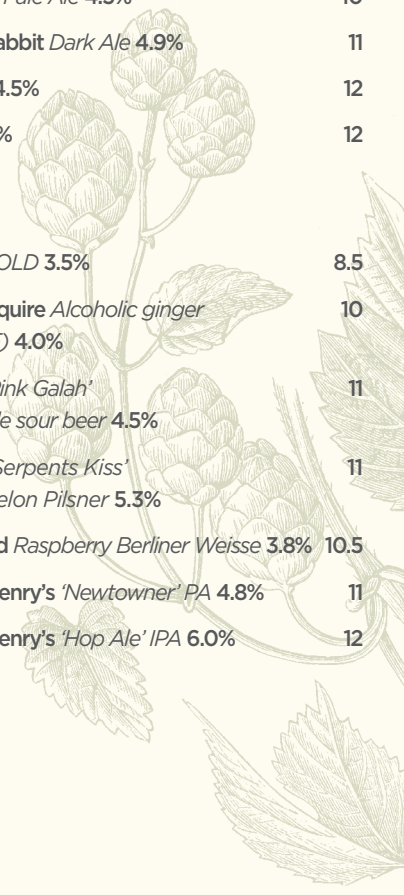 Pale Ale 4.5% 10
abbit Dark Ale 4.9% 11
4.5% 12
% 12
OLD 3.5% 8.5
quire Alcoholic ginger 10
) 4.0%
ink Galah’ 11
le sour beer 4.5%
Serpents Kiss’ 11
elon Pilsner 5.3%
d Raspberry Berliner Weisse 3.8% 10.5
enry’s ‘Newtowner’ PA 4.8% 11
enry’s ‘Hop Ale’ IPA 6.0% 12